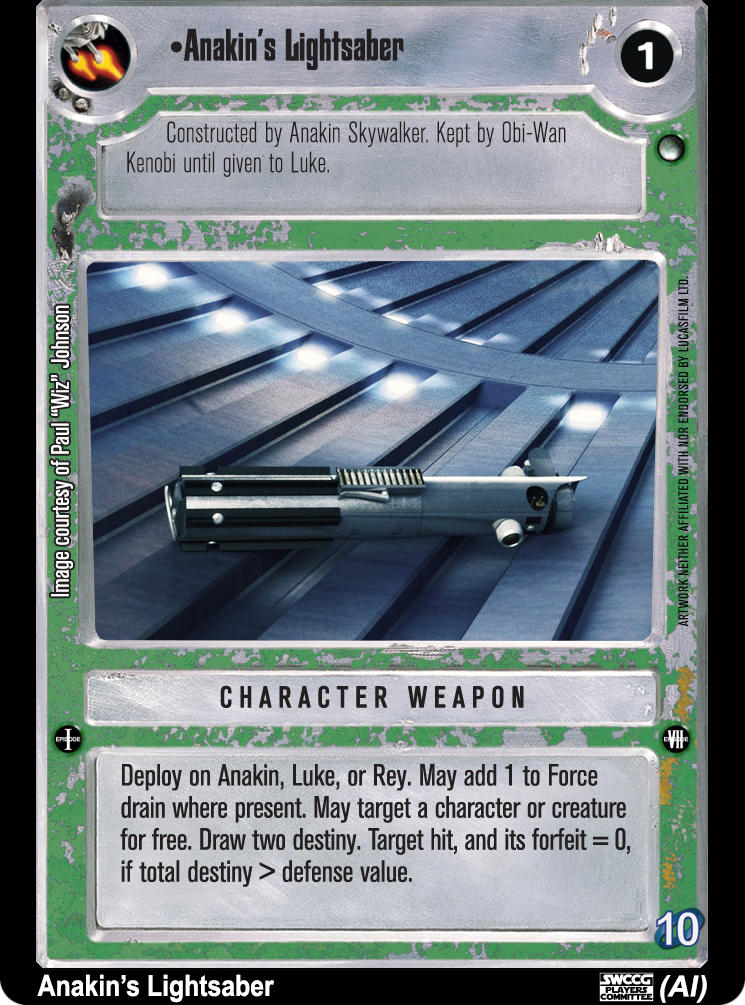 •Anakin's Lightsaber
1
Constructed by Anakin Skywalker. Kept by Obi-Wan
Kenobi until given to Luke.
Image courtesy of Paul "Wiz" Johnson
ARTWORK NEITHER AFFILIATED WITH NOR ENDORSED BY LUCASFILM LTD.
CHARACTER WEAPON
EPISODE I
EPISODE VII
Deploy on Anakin, Luke, or Rey. May add 1 to Force
drain where present. May target a character or creature
for free. Draw two destiny. Target hit, and its forfeit = 0,
if total destiny > defense value.
10
Anakin's Lightsaber
SWCCG
PLAYERS
COMMITTEE
(AI)